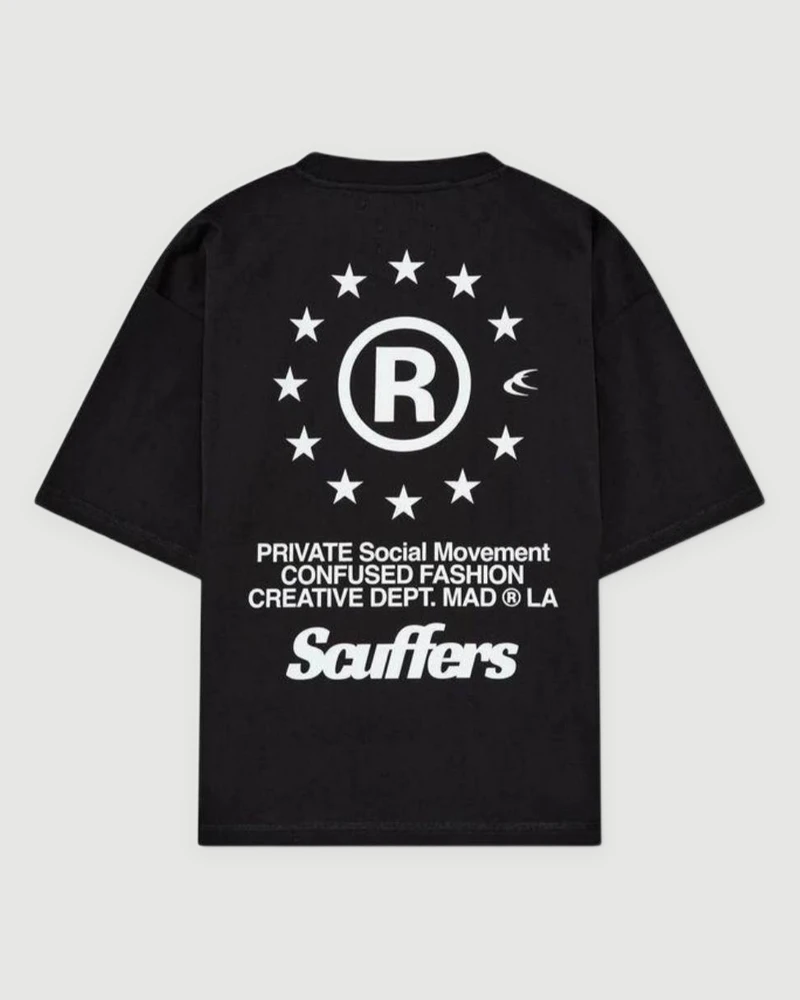 ®
PRIVATE Social Movement
CONFUSED FASHION
CREATIVE DEPT. MAD ® LA
Scuffers